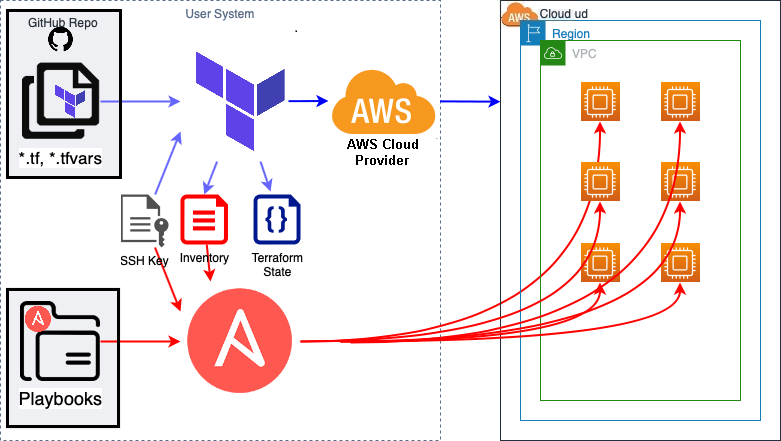 User System
GitHub Repo
*.tf, *.tfvars
AWS
AWS Cloud
Provider
AWS
Cloud ud
Region
VPC
SSH Key
Inventory
{}
Terraform
State
Playbooks